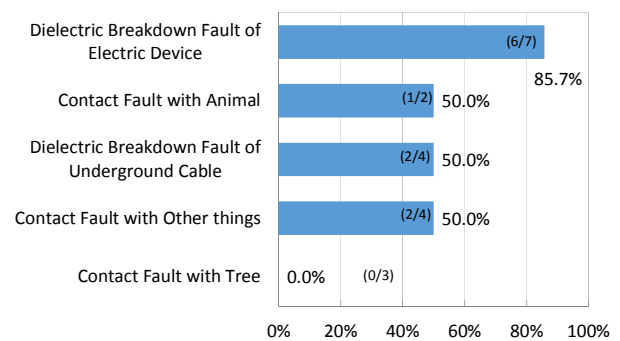 Dielectric Breakdown Fault of
Electric Device
(6/7)
85.7%
Contact Fault with Animal
(1/2) 50.0%
Dielectric Breakdown Fault of
Underground Cable
(2/4) 50.0%
Contact Fault with Other things
(2/4) 50.0%
Contact Fault with Tree
0.0% (0/3)
0% 20% 40% 60% 80% 100%